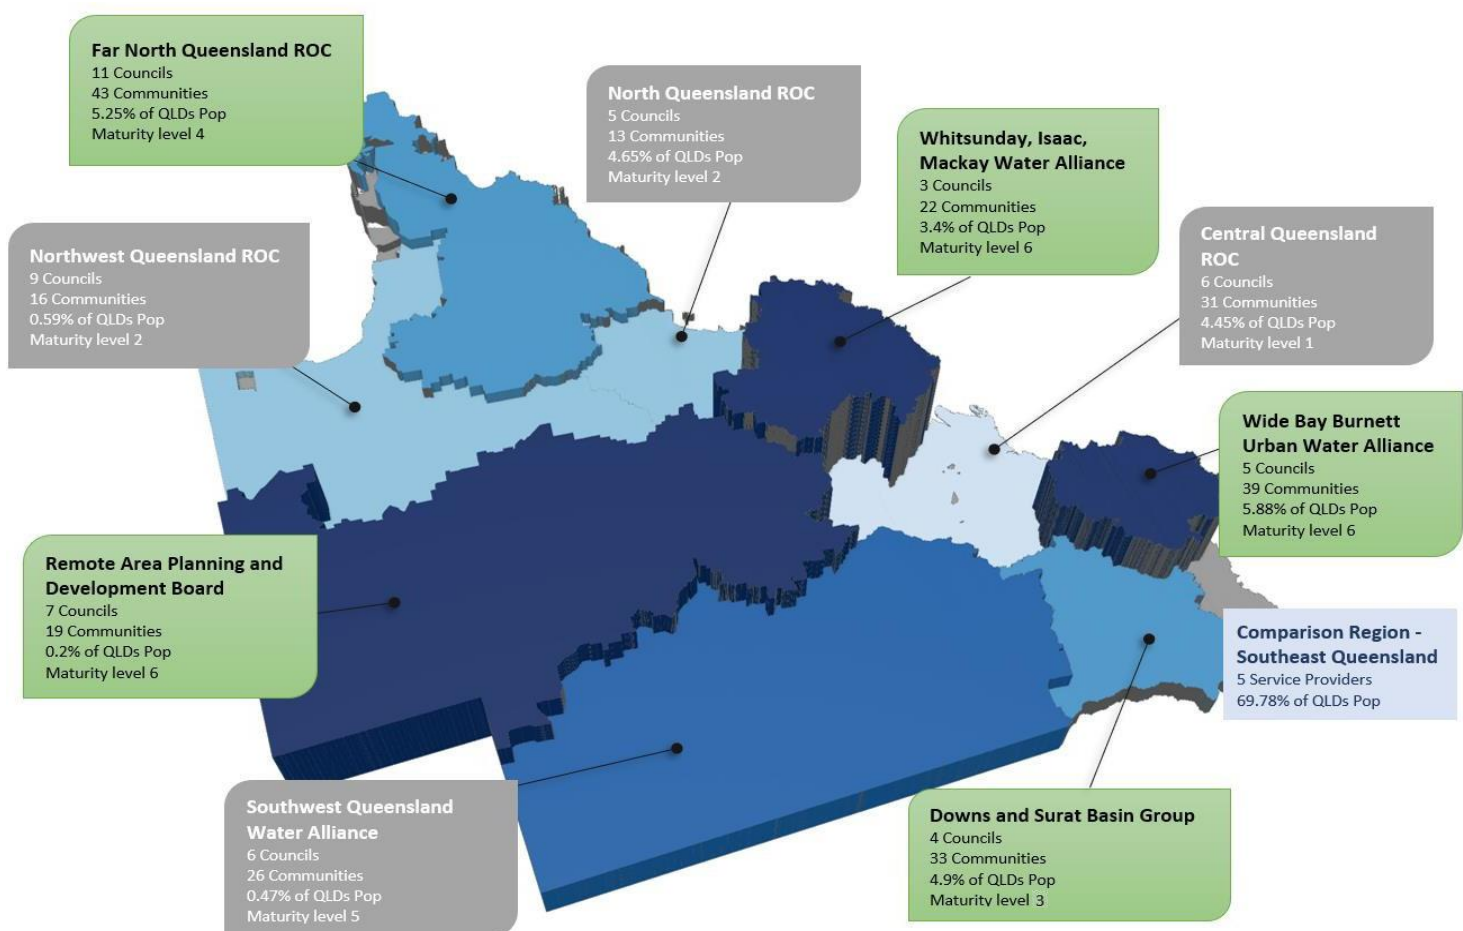 Far North Queensland ROC
11 Councils
43 Communities
5.25% of QLDs Pop
Maturity level 4
North Queensland ROC
5 Councils
13 Communities
4.65% of QLDs Pop
Maturity level 2
Whitsunday, Isaac,
Mackay Water Alliance
3 Councils
22 Communities
3.4% of QLDs Pop
Maturity level 6
Central Queensland
ROC
6 Councils
31 Communities
4.45% of QLDs Pop
Maturity level 1
Northwest Queensland ROC
9 Councils
16 Communities
0.59% of QLDs Pop
Maturity level 2
Wide Bay Burnett
Urban Water Alliance
5 Councils
39 Communities
5.88% of QLDs Pop
Maturity level 6
Remote Area Planning and
Development Board
7 Councils
19 Communities
0.2% of QLDs Pop
Maturity level 6
Comparison Region -
Southeast Queensland
5 Service Providers
69.78% of QLDs Pop
Southwest Queensland
Water Alliance
6 Councils
26 Communities
0.47% of QLDs Pop
Maturity level 5
Downs and Surat Basin Group
4 Councils
33 Communities
4.9% of QLDs Pop
Maturity level 3